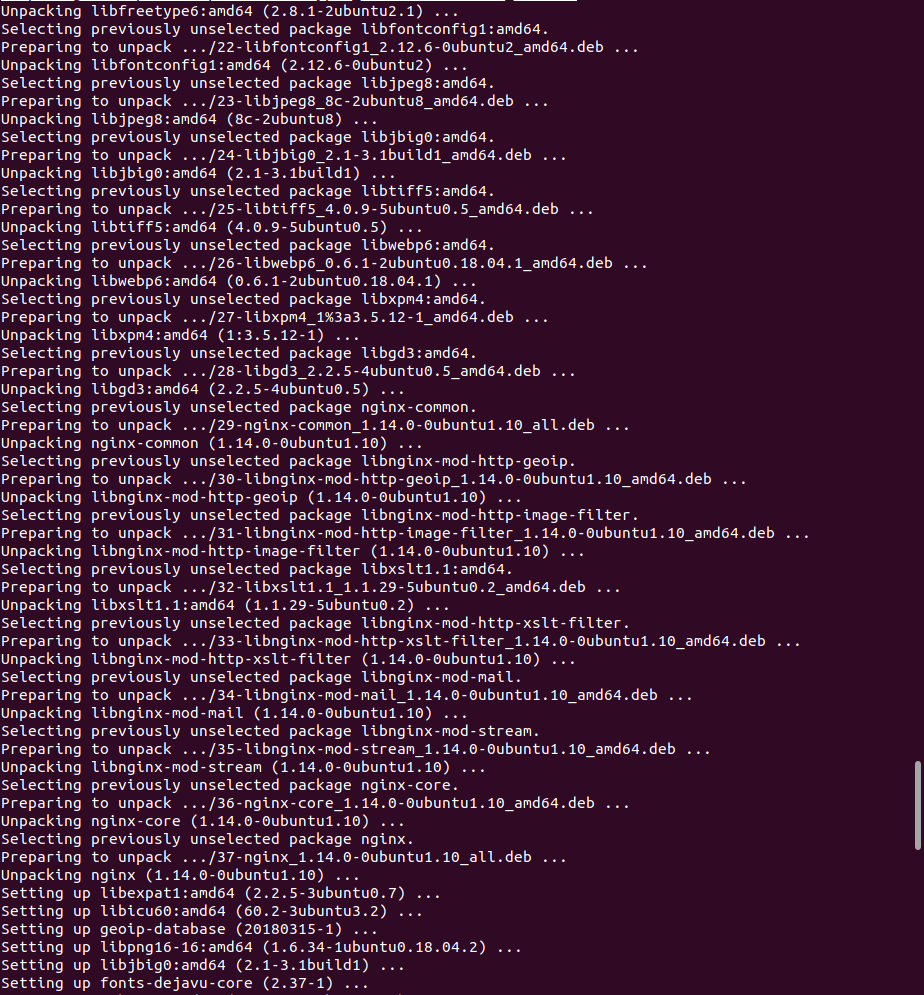 Unpacking libfreetype6:amd64 (2.8.1-2ubuntu2.1) ...
Selecting previously unselected package libfontconfig1:amd64.
Preparing to unpack .../22-libfontconfig1_2.12.6-0ubuntu2_amd64.deb ...
Unpacking libfontconfig1:amd64 (2.12.6-0ubuntu2) ...
Selecting previously unselected package libjpeg8:amd64.
Preparing to unpack .../23-libjpeg8_8c-2ubuntu8_amd64.deb ...
Unpacking libjpeg8:amd64 (8c-2ubuntu8) ...
Selecting previously unselected package libjbig0:amd64.
Preparing to unpack .../24-libjbig0_2.1-3.1build1_amd64.deb ...
Unpacking libjbig0:amd64 (2.1-3.1build1) ...
Selecting previously unselected package libtiff5:amd64.
Preparing to unpack .../25-libtiff5_4.0.9-5ubuntu0.5_amd64.deb ...
Unpacking libtiff5:amd64 (4.0.9-5ubuntu0.5) ...
Selecting previously unselected package libwebp6:amd64.
Preparing to unpack .../26-libwebp6_0.6.1-2ubuntu0.18.04.1_amd64.deb ...
Unpacking libwebp6:amd64 (0.6.1-2ubuntu0.18.04.1) ...
Selecting previously unselected package libxpm4:amd64.
Preparing to unpack .../27-libxpm4_1%3a3.5.12-1_amd64.deb ...
Unpacking libxpm4:amd64 (1:3.5.12-1) ...
Selecting previously unselected package libgd3:amd64.
Preparing to unpack .../28-libgd3_2.2.5-4ubuntu0.5_amd64.deb ...
Unpacking libgd3:amd64 (2.2.5-4ubuntu0.5) ...
Selecting previously unselected package nginx-common.
Preparing to unpack .../29-nginx-common_1.14.0-0ubuntu1.10_all.deb ...
Unpacking nginx-common (1.14.0-0ubuntu1.10) ...
Selecting previously unselected package libnginx-mod-http-geoip.
Preparing to unpack .../30-libnginx-mod-http-geoip_1.14.0-0ubuntu1.10_amd64.deb ...
Unpacking libnginx-mod-http-geoip (1.14.0-0ubuntu1.10) ...
Selecting previously unselected package libnginx-mod-http-image-filter.
Preparing to unpack .../31-libnginx-mod-http-image-filter_1.14.0-0ubuntu1.10_amd64.deb ...
Unpacking libnginx-mod-http-image-filter (1.14.0-0ubuntu1.10) ...
Selecting previously unselected package libxslt1.1:amd64.
Preparing to unpack .../32-libxslt1.1_1.1.29-5ubuntu0.2_amd64.deb ...
Unpacking libxslt1.1:amd64 (1.1.29-5ubuntu0.2) ...
Selecting previously unselected package libnginx-mod-http-xslt-filter.
Preparing to unpack .../33-libnginx-mod-http-xslt-filter_1.14.0-0ubuntu1.10_amd64.deb ...
Unpacking libnginx-mod-http-xslt-filter (1.14.0-0ubuntu1.10) ...
Selecting previously unselected package libnginx-mod-mail.
Preparing to unpack .../34-libnginx-mod-mail_1.14.0-0ubuntu1.10_amd64.deb ...
Unpacking libnginx-mod-mail (1.14.0-0ubuntu1.10) ...
Selecting previously unselected package libnginx-mod-stream.
Preparing to unpack .../35-libnginx-mod-stream_1.14.0-0ubuntu1.10_amd64.deb ...
Unpacking libnginx-mod-stream (1.14.0-0ubuntu1.10) ...
Selecting previously unselected package nginx-core.
Preparing to unpack .../36-nginx-core_1.14.0-0ubuntu1.10_amd64.deb ...
Unpacking nginx-core (1.14.0-0ubuntu1.10) ...
Selecting previously unselected package nginx.
Preparing to unpack .../37-nginx_1.14.0-0ubuntu1.10_all.deb ...
Unpacking nginx (1.14.0-0ubuntu1.10) ...
Setting up libexpat1:amd64 (2.2.5-3ubuntu0.7) ...
Setting up libicu60:amd64 (60.2-3ubuntu3.2) ...
Setting up geoip-database (20180315-1) ...
Setting up libpng16-16:amd64 (1.6.34-1ubuntu0.18.04.2) ...
Setting up libjbig0:amd64 (2.1-3.1build1) ...
Setting up fonts-dejavu-core (2.37-1) ...